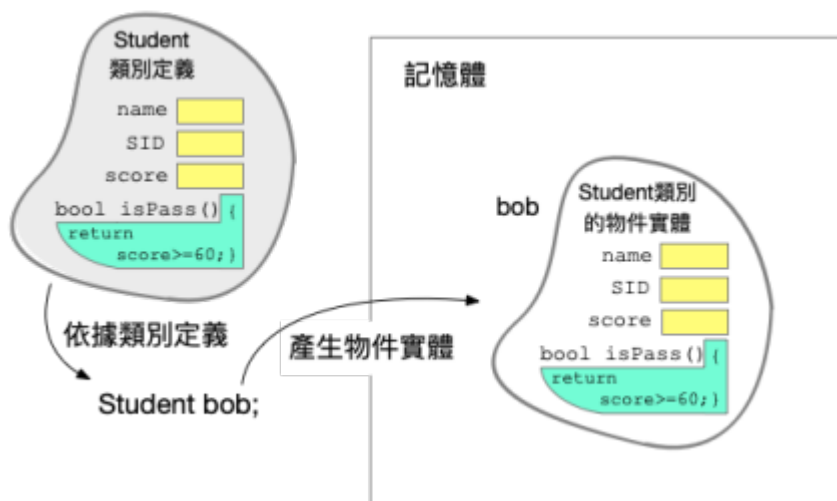 Student
類別定義
name
SID
score
bool isPass() {
return
score>=60;}
依據類別定義
Student bob;
產生物件實體
記憶體
bob
Student類別
的物件實體
name
SID
score
bool isPass() {
return
score>=60;}